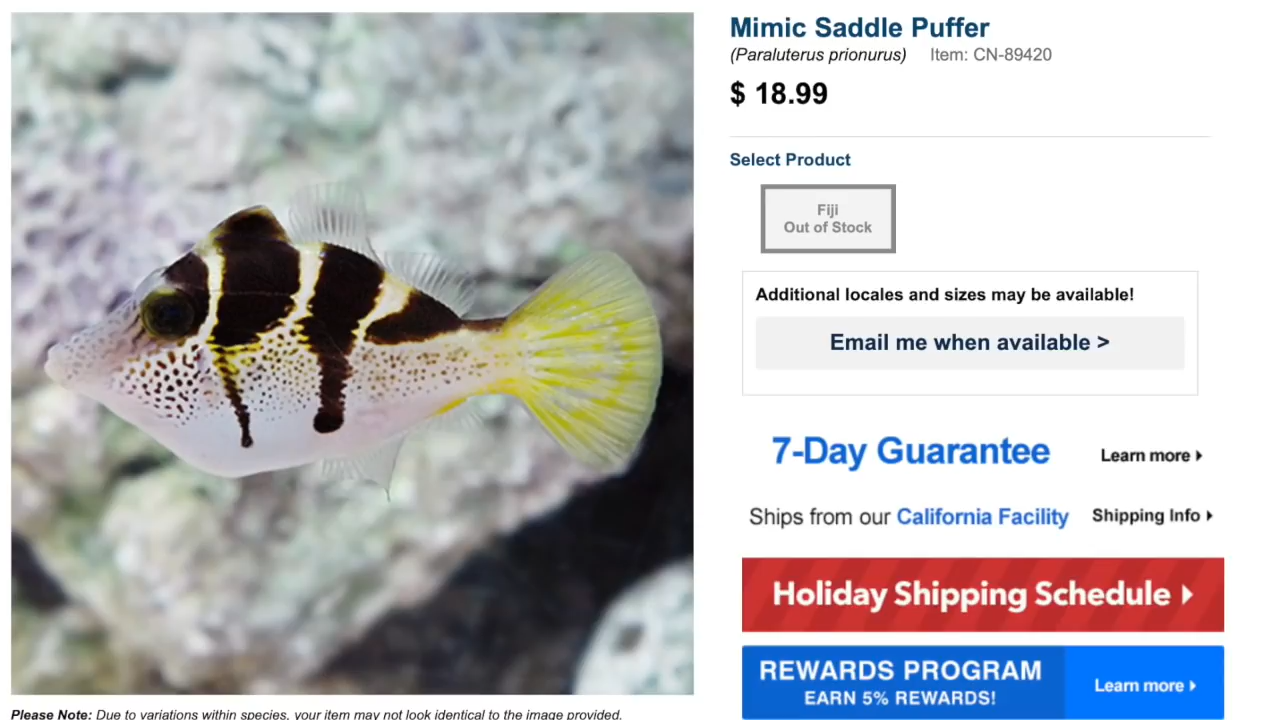 Mimic Saddle Puffer
(Paraluterus prionurus) Item: CN-89420
$ 18.99
Select Product
Fiji
Out of Stock
Additional locales and sizes may be available!
Email me when available >
7-Day Guarantee Learn more
Ships from our California Facility Shipping Info
Holiday Shipping Schedule
REWARDS PROGRAM
EARN 5% REWARDS!
Learn more
Please Note: Due to variations within species, your item may not look identical to the image provided.